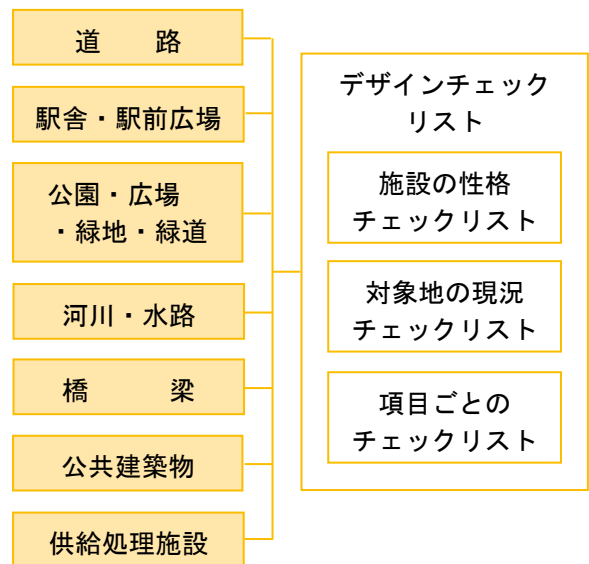 道　　路
駅舎・駅前広場
公園・広場
・緑地・緑道
河川・水路
橋　　梁
公共建築物
供給処理施設
デザインチェック
リスト
施設の性格
チェックリスト
対象地の現況
チェックリスト
項目ごとの
チェックリスト